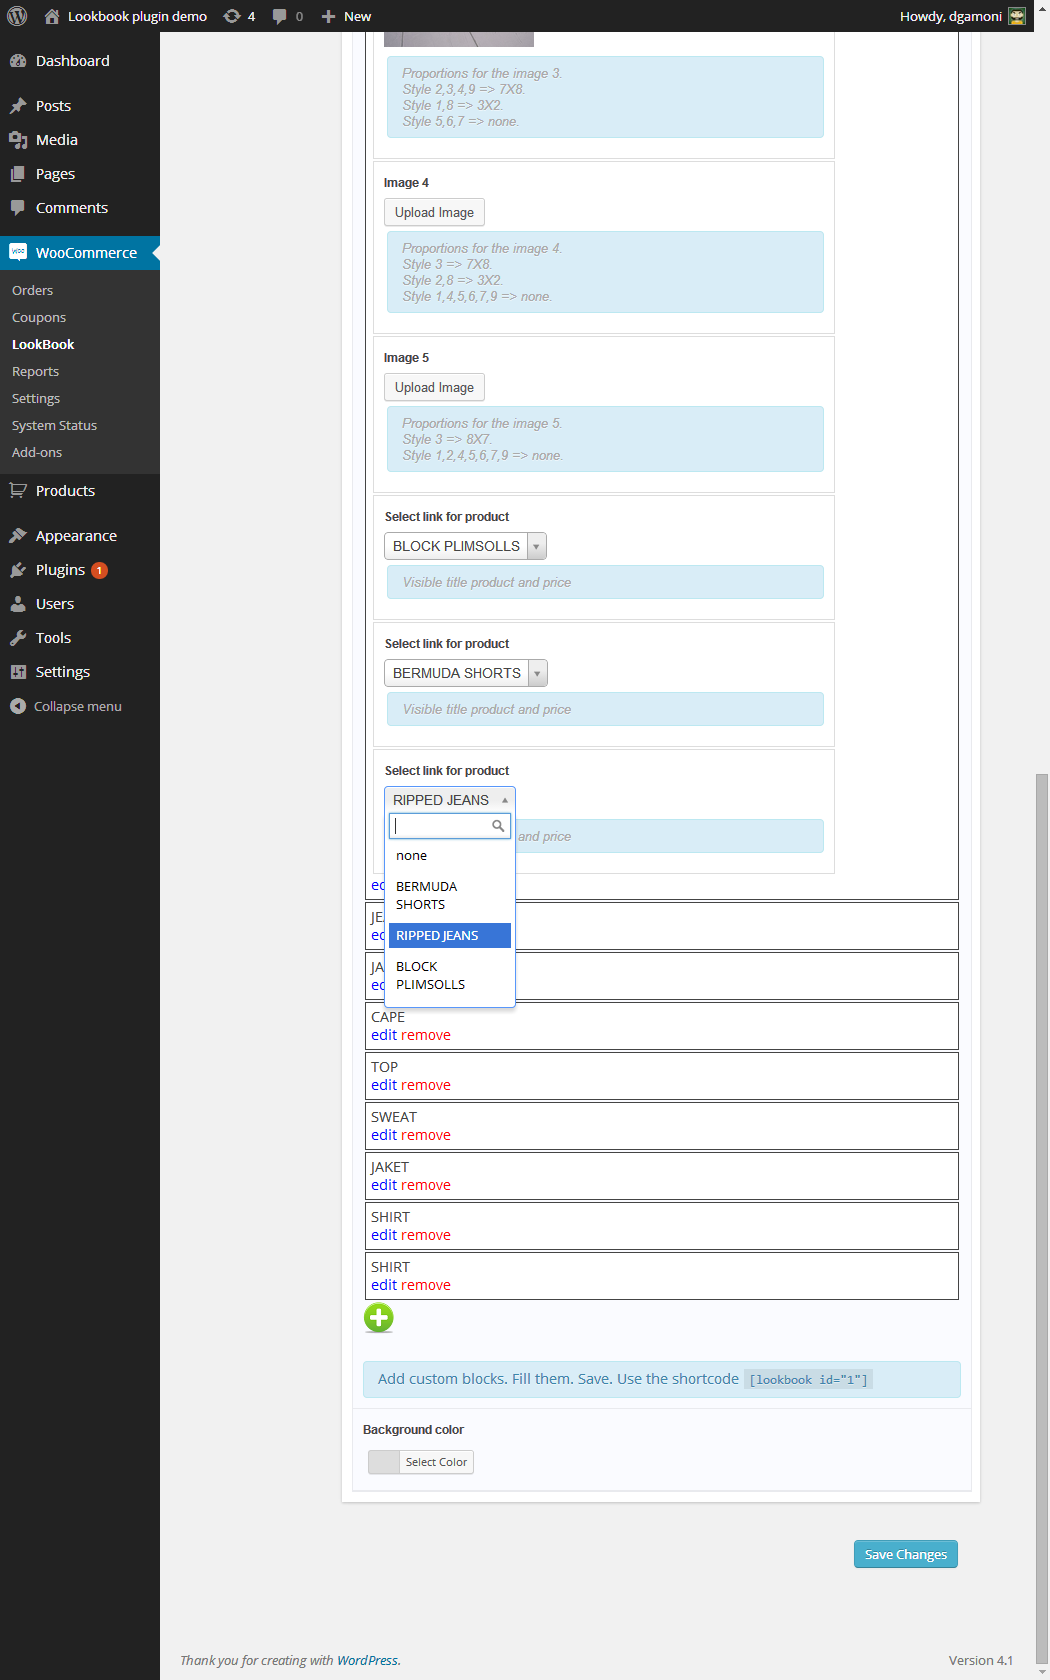 Lookbook plugin demo 4 0 New Howdy, dgamoni
Dashboard
Posts
Media
Pages
Comments
WooCommerce
Orders
Coupons
LookBook
Reports
Settings
System Status
Add-ons
Products
Appearance
Plugins 1
Users
Tools
Settings
Collapse menu
Proportions for the image 3.
Style 2,3,4,9 => 7X8.
Style 1,8 => 3X2.
Style 5,6,7 => none.
Image 4
Upload Image
Proportions for the image 4.
Style 3 => 7X8.
Style 2,8 => 3X2.
Style 1,4,5,6,7,9 => none.
Image 5
Upload Image
Proportions for the image 5.
Style 3 => 8X7.
Style 1,2,4,5,6,7,9 => none.
Select link for product
BLOCK PLIMSOLLS
Visible title product and price
Select link for product
BERMUDA SHORTS
Visible title product and price
Select link for product
RIPPED JEANS
and price
none
BERMUDA
SHORTS
RIPPED JEANS
BLOCK
PLIMSOLLS
CAPE
edit remove
TOP
edit remove
SWEAT
edit remove
JAKET
edit remove
SHIRT
edit remove
SHIRT
edit remove
Add custom blocks. Fill them. Save. Use the shortcode [lookbook id="1"]
Background color
Select Color
Save Changes
Thank you for creating with WordPress.
Version 4.1